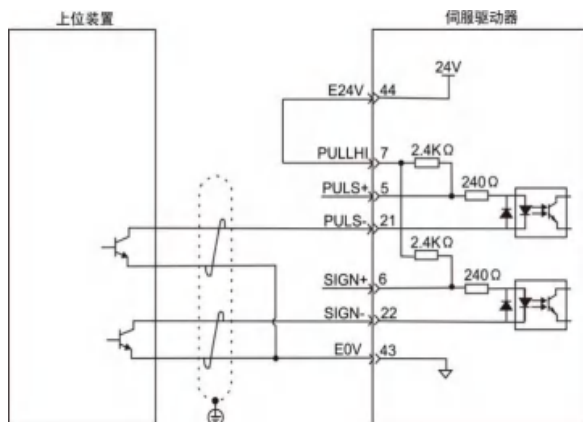 上位装置
伺服驱动器
24V
E24V 44
PULLHI 7
2.4KΩ
PULS+ 5
240Ω
PULS- 21
2.4KΩ
SIGN+ 6
240Ω
SIGN- 22
E0V 43